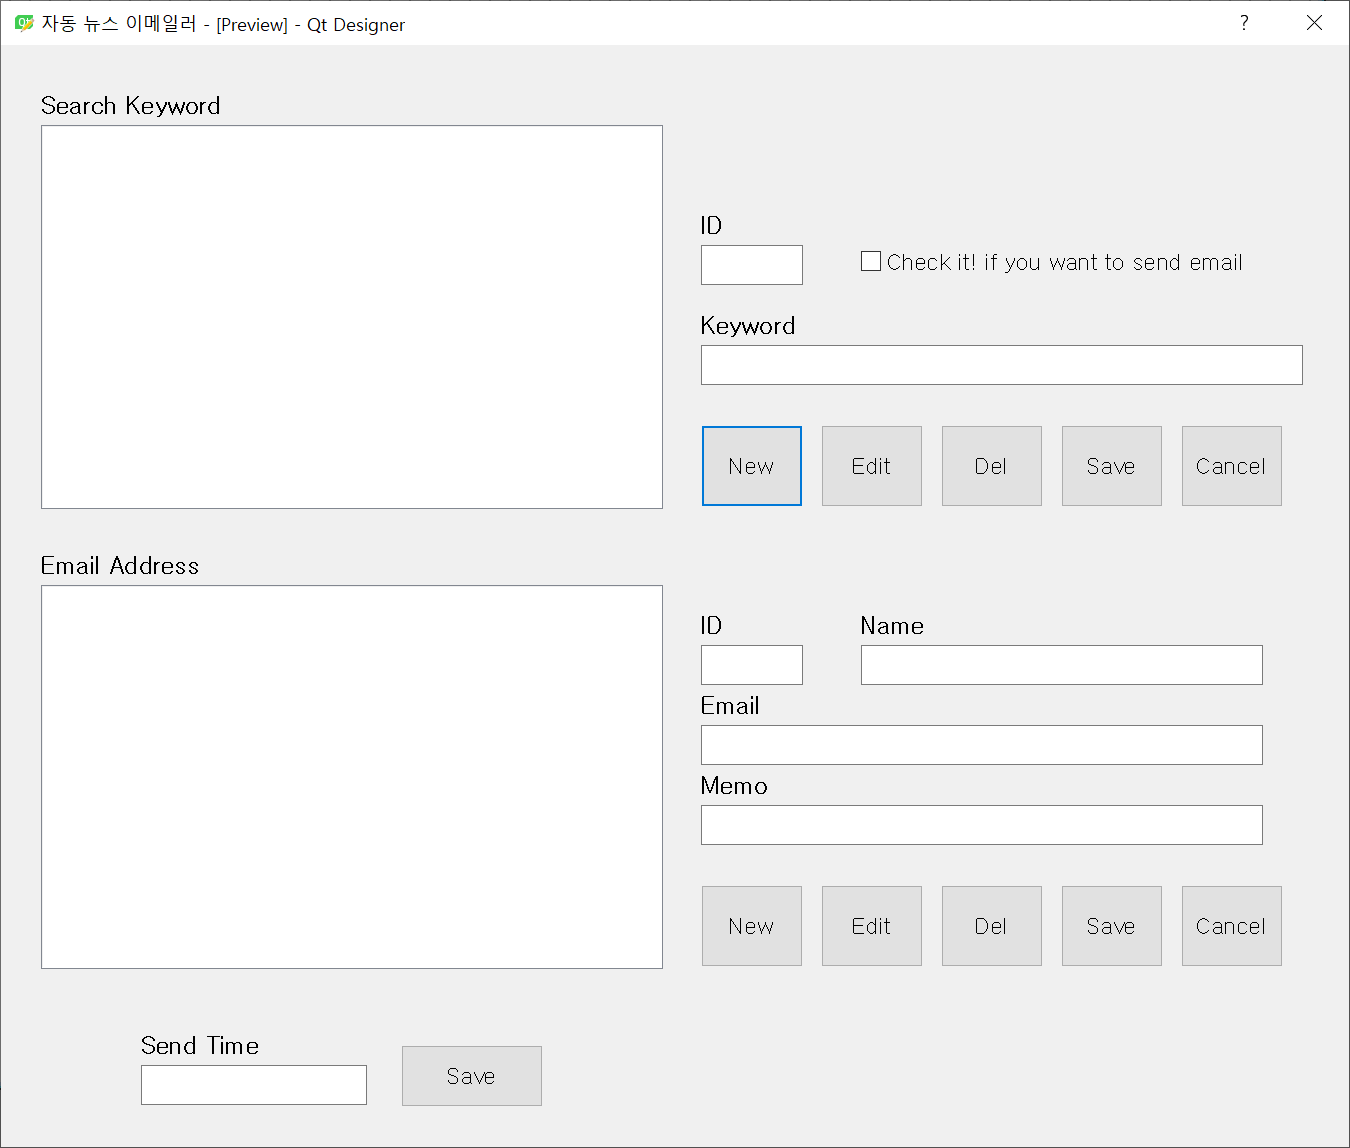 자동 뉴스 이메일러 - [Preview] - Qt Designer
Search Keyword
ID
Check it! if you want to send email
Keyword
New Edit Del Save Cancel
Email Address
ID Name
Email
Memo
New Edit Del Save Cancel
Send Time
Save